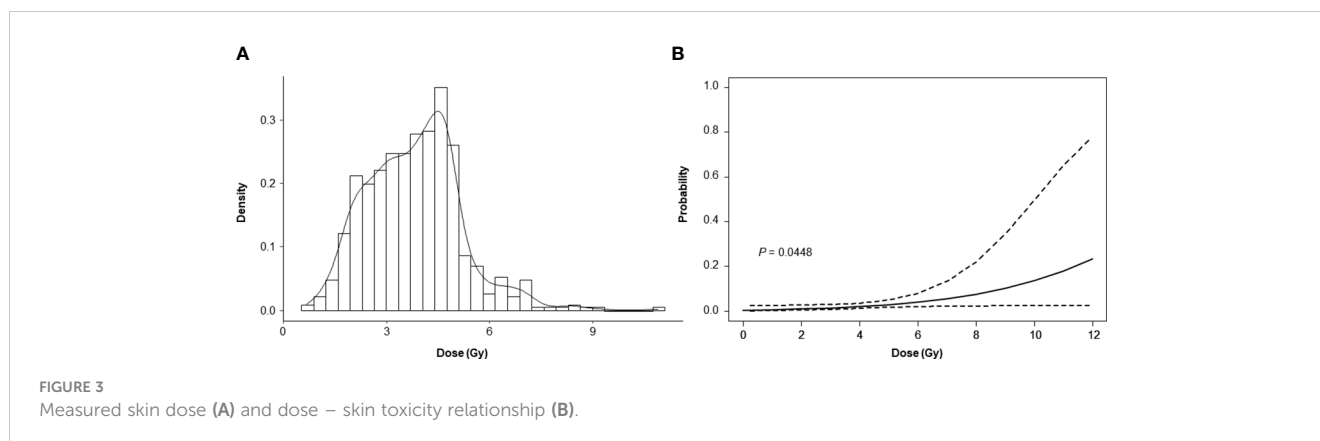 A
B
Density
0.3
0.2
0.1
0.0
0
3
6
9
Dose (Gy)
Probability
1.0
0.8
0.6
0.4
0.2
0.0
P = 0.0448
0
2
4
6
8
10
12
Dose (Gy)
FIGURE 3
Measured skin dose (A) and dose – skin toxicity relationship (B).